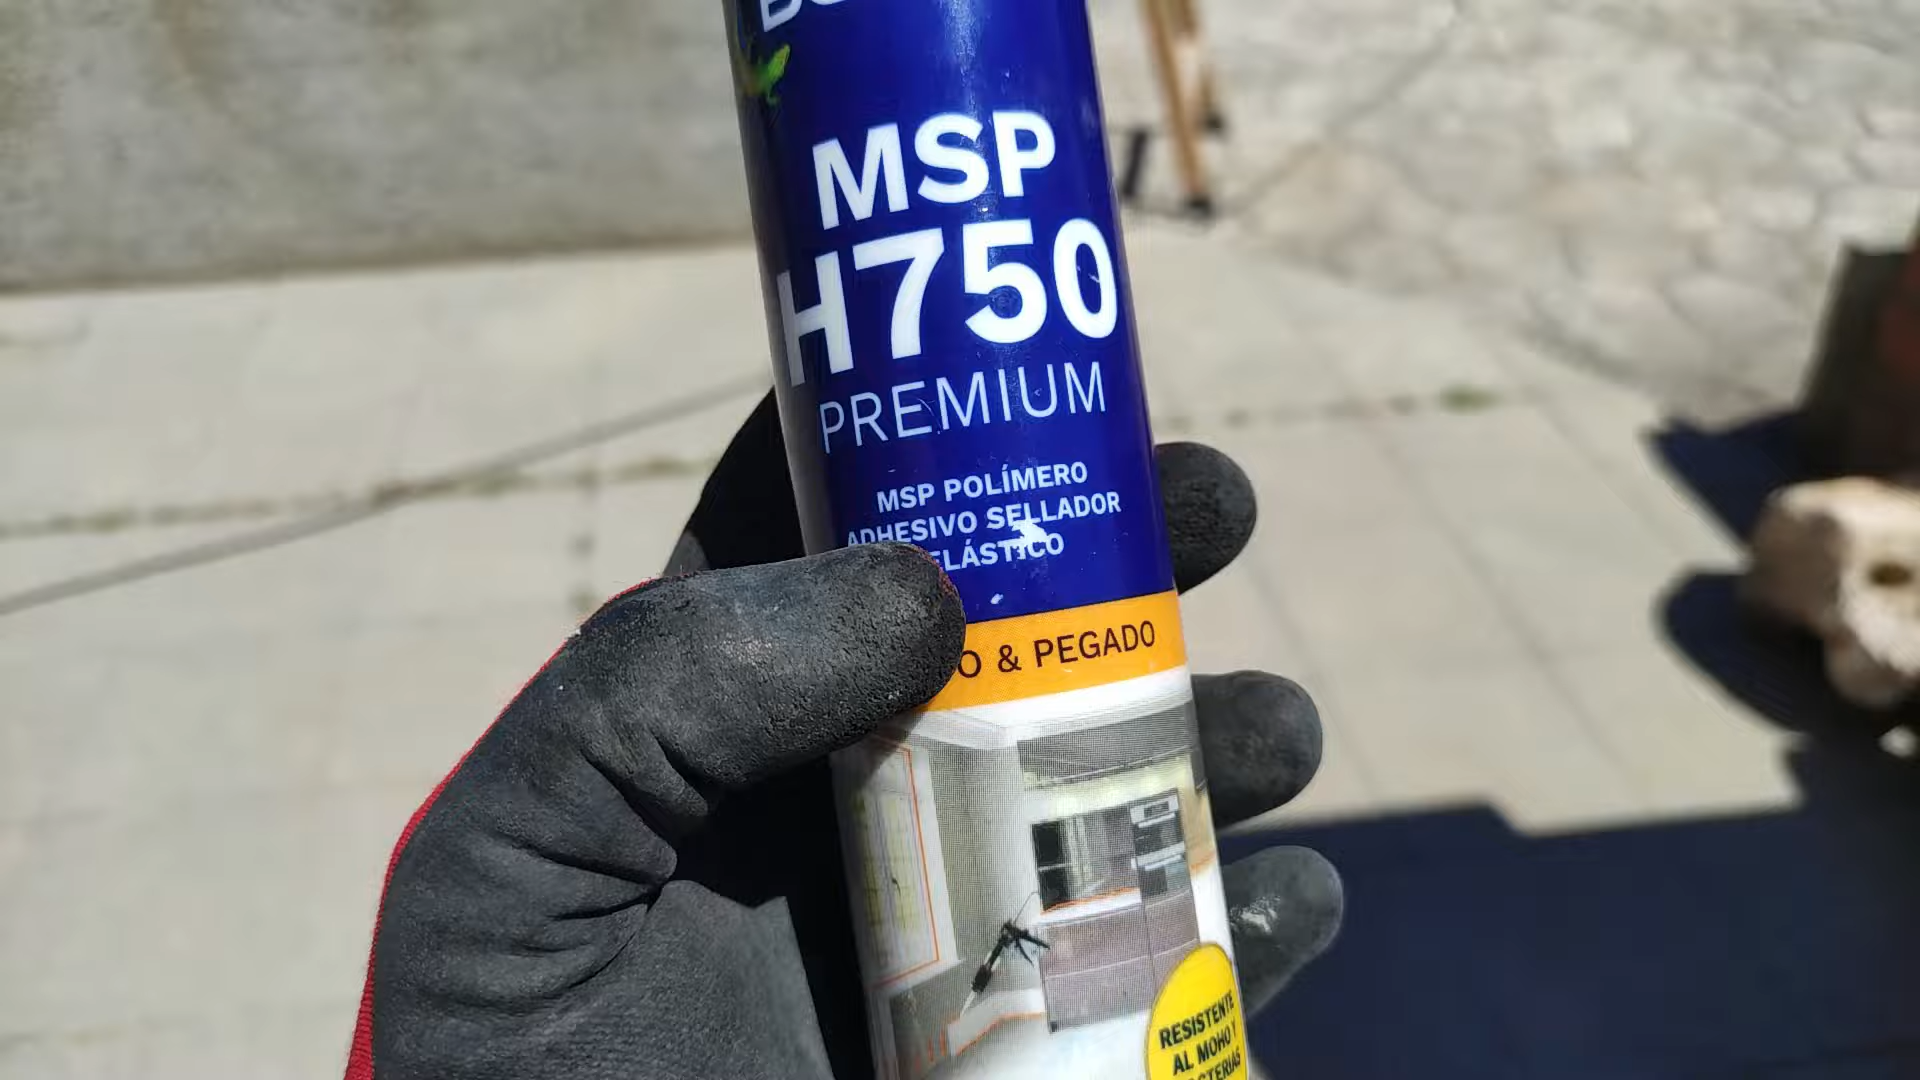 MSP
H750
PREMIUM
MSP POLÍMERO
ADHESIVO SELLADOR
ELÁSTICO
& PEGADO
RESISTENTE
AL MOHO Y